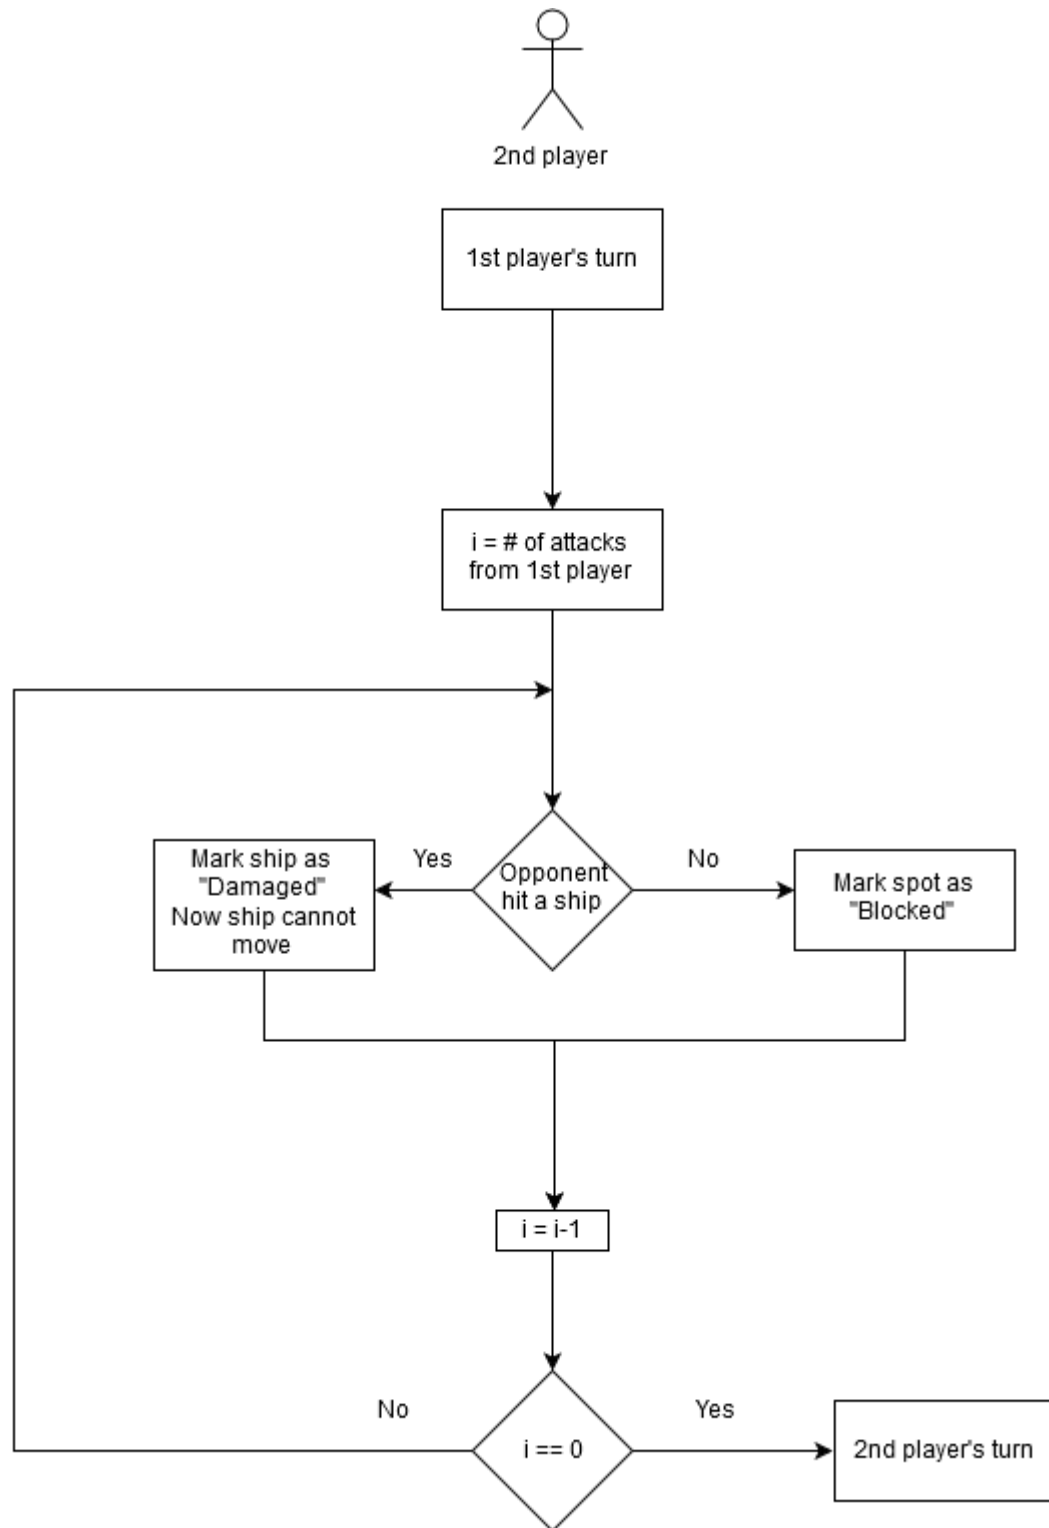 2nd player
1st player's turn
i = # of attacks
from 1st player
Mark ship as
"Damaged"
Now ship cannot
move
Yes
Opponent
hit a ship
No
Mark spot as
"Blocked"
i = i-1
No
i == 0
Yes
2nd player's turn